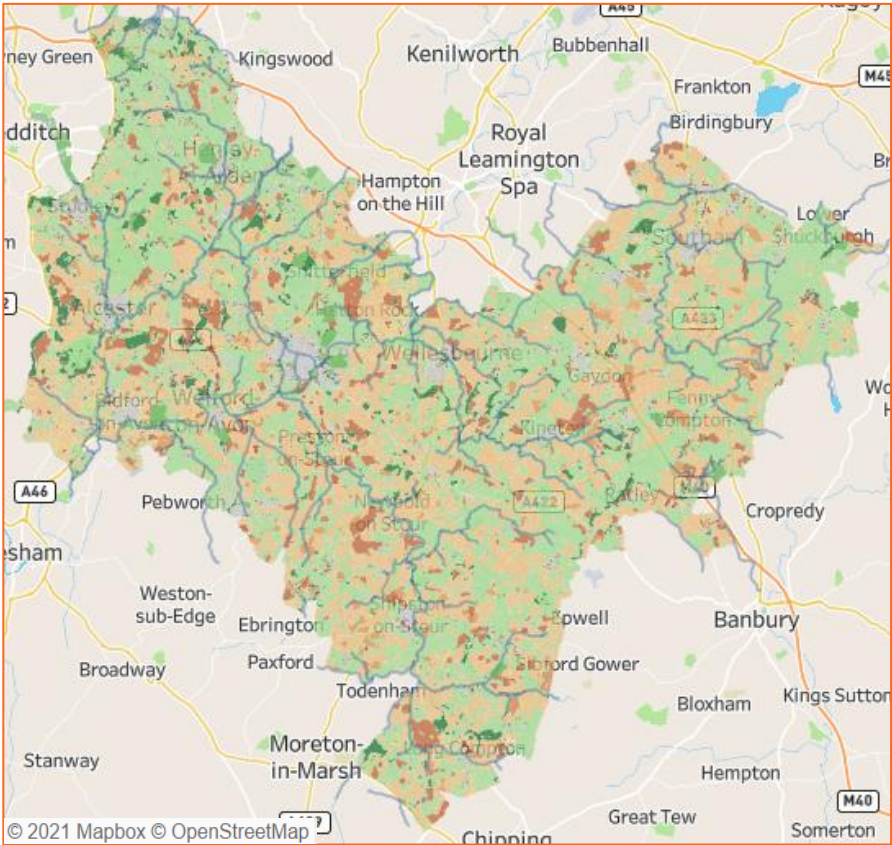 A45
ney Green
Kingswood
Kenilworth
Bubbenhall
M45
Frankton
dditch
Birdingbury
Royal
Leamington
Spa
Henley-
in-Arden
Hampton
on the Hill
Studley
Lower
Shuckburgh
Southam
Snitterfield
Alcester
Hatton Rock
A423
Wellesbourne
Gaydon
Bidford
-on-Avon
Welford
-on-Avon
Fenny
Compton
Kineton
Preston
on-Stour
A46
Pebworth
Newbold
on Stour
A422
Ratley
M40
Cropredy
esham
Weston-
sub-Edge
Ebrington
Shipston
-on-Stour
Epwell
Banbury
Broadway
Paxford
Sibford Gower
Todenham
Bloxham
Kings Sutton
Moreton-
in-Marsh
Long Compton
Stanway
Hempton
M40
Great Tew
Somerton
Chipping
© 2021 Mapbox © OpenStreetMap